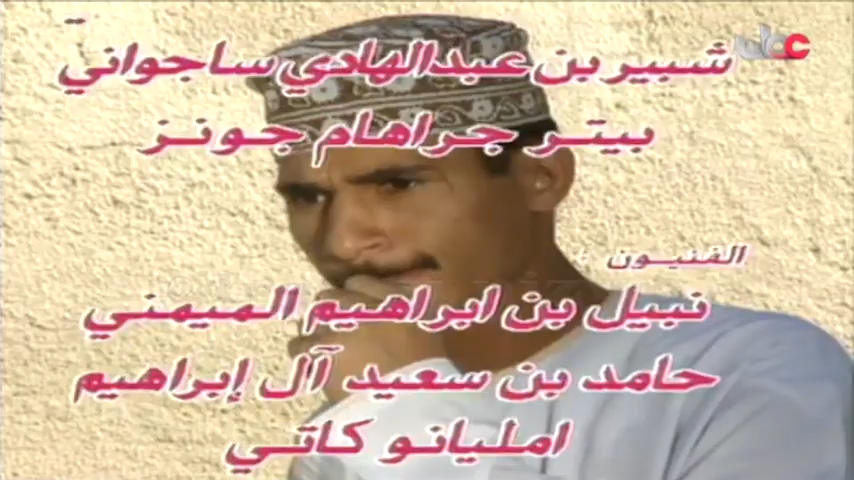 شبير بن عبدالهادي ساجواني
بيتر جراهام جونز
الفنيون
نبيل بن ابراهيم الميمني
حامد بن سعيد آل إبراهيم
امليانو كاتي